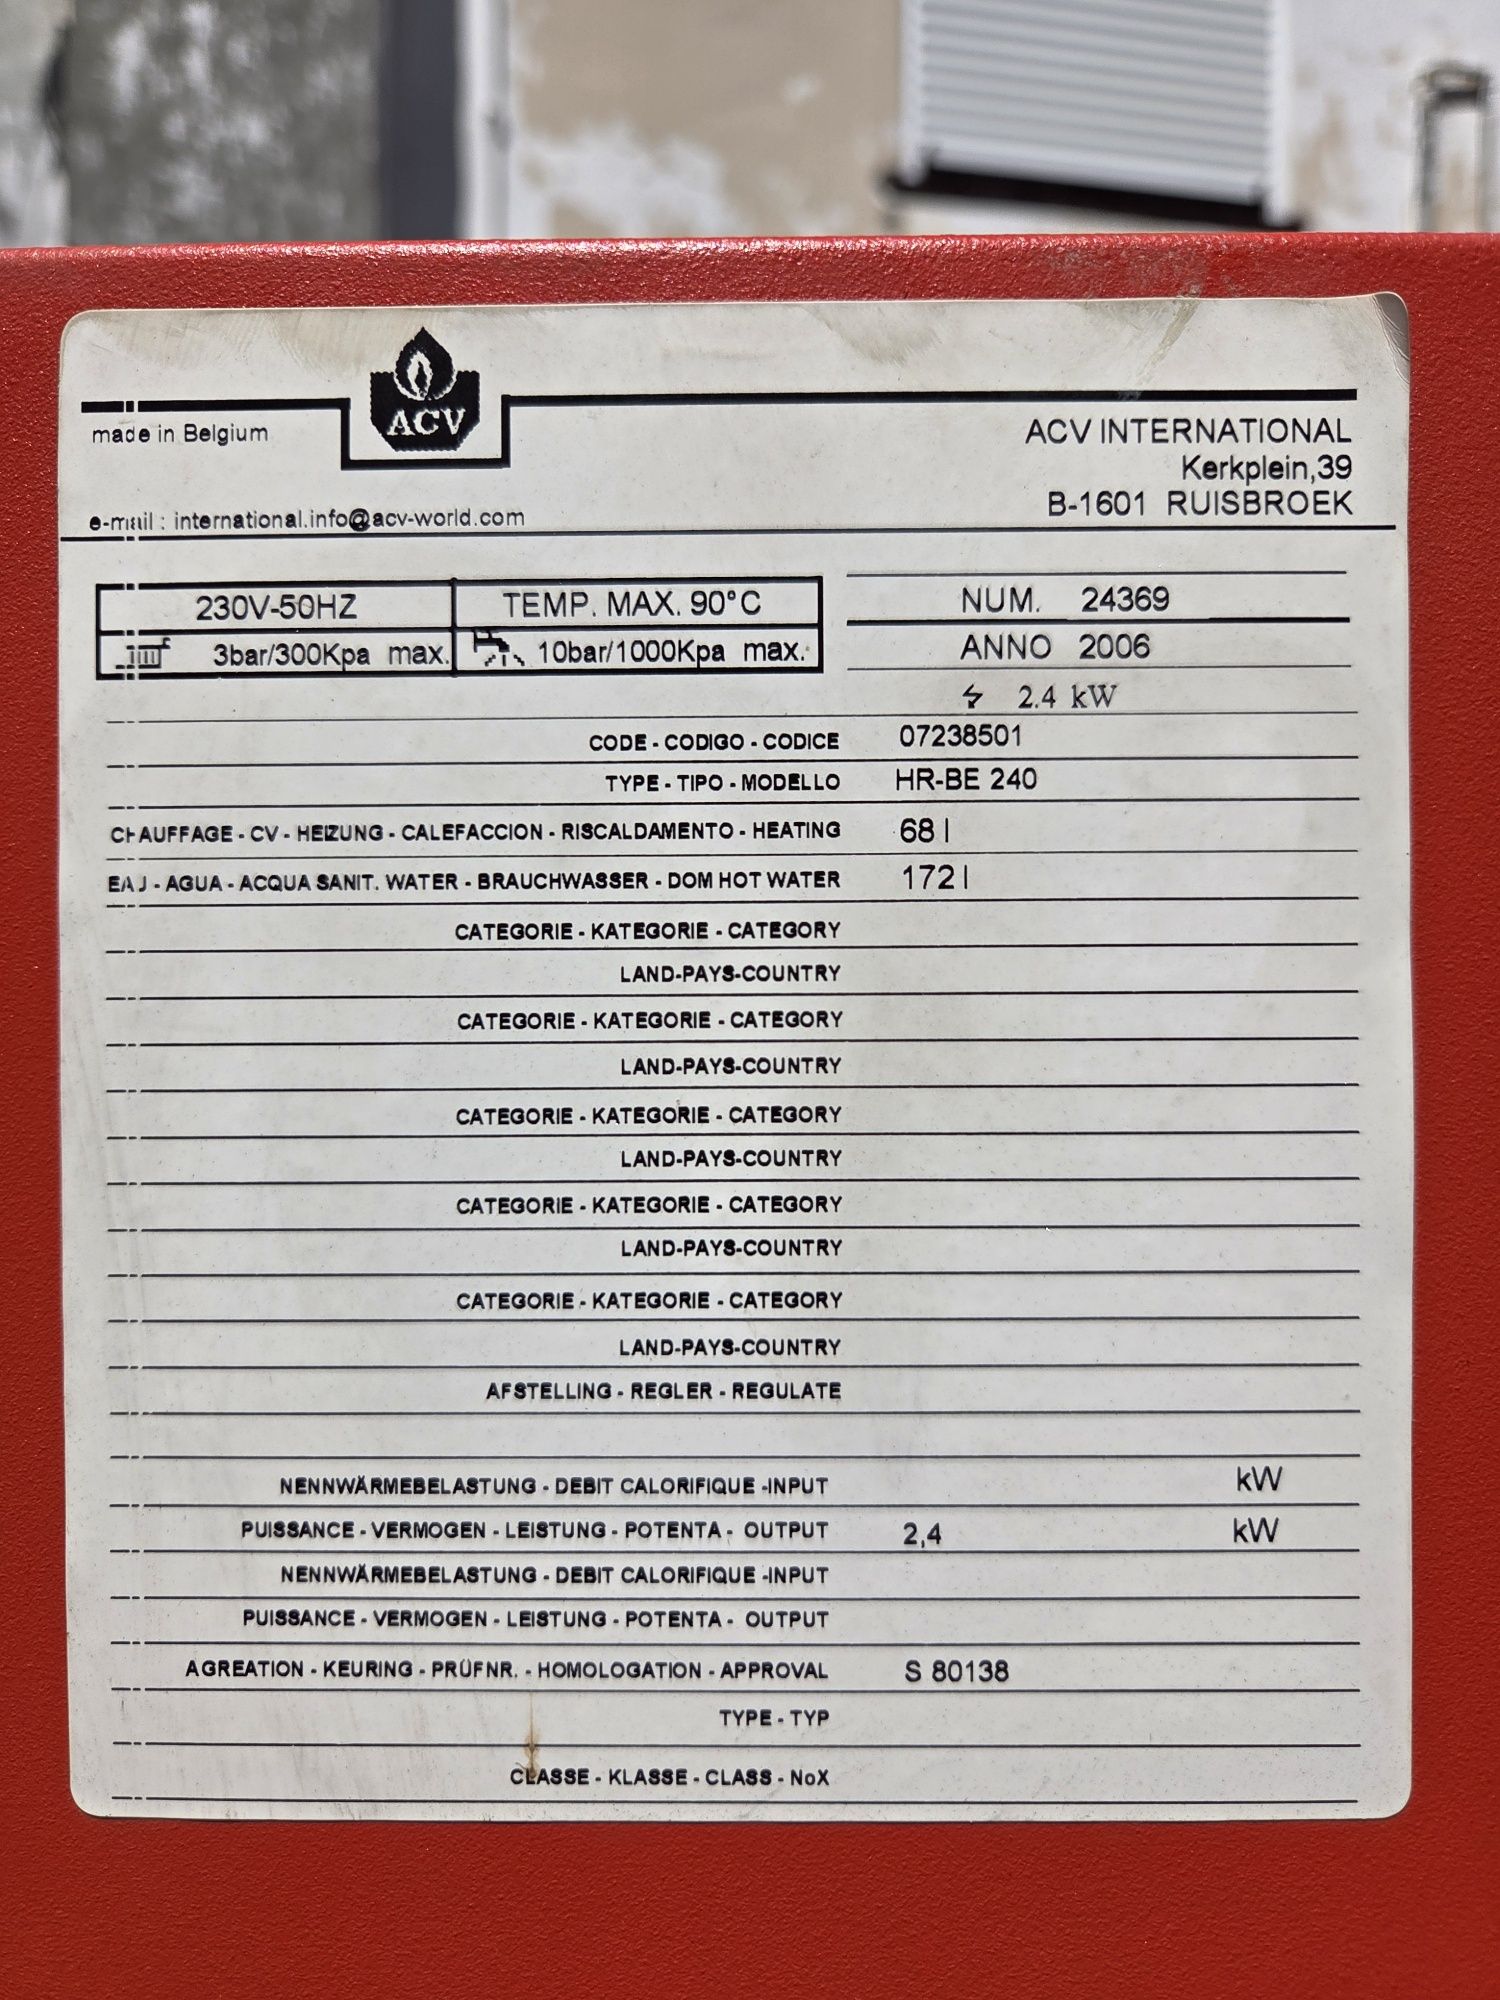 ACV
made in Belgium
ACV INTERNATIONAL
Kerkplein,39
B-1601 RUISBROEK
e-mail : international.info@acv-world.com
230V-50HZ TEMP. MAX. 90°C
3bar/300Kpa max. 10bar/1000Kpa max.
NUM. 24369
ANNO 2006
2.4 kW
CODE - CODIGO - CODICE 07238501
TYPE - TIPO - MODELLO HR-BE 240
CHAUFFAGE - CV - HEIZUNG - CALEFACCION - RISCALDAMENTO - HEATING 68 l
EAU - AGUA - ACQUA SANIT. WATER - BRAUCHWASSER - DOM HOT WATER 172 l
CATEGORIE - KATEGORIE - CATEGORY
LAND-PAYS-COUNTRY
CATEGORIE - KATEGORIE - CATEGORY
LAND-PAYS-COUNTRY
CATEGORIE - KATEGORIE - CATEGORY
LAND-PAYS-COUNTRY
CATEGORIE - KATEGORIE - CATEGORY
LAND-PAYS-COUNTRY
CATEGORIE - KATEGORIE - CATEGORY
LAND-PAYS-COUNTRY
AFSTELLING - REGLER - REGULATE
NENNWÄRMEBELASTUNG - DEBIT CALORIFIQUE -INPUT kW
PUISSANCE - VERMOGEN - LEISTUNG - POTENTA - OUTPUT 2,4 kW
NENNWÄRMEBELASTUNG - DEBIT CALORIFIQUE -INPUT
PUISSANCE - VERMOGEN - LEISTUNG - POTENTA - OUTPUT
AGREATION - KEURING - PRÜFNR. - HOMOLOGATION - APPROVAL S 80138
TYPE - TYP
CLASSE - KLASSE - CLASS - NoX